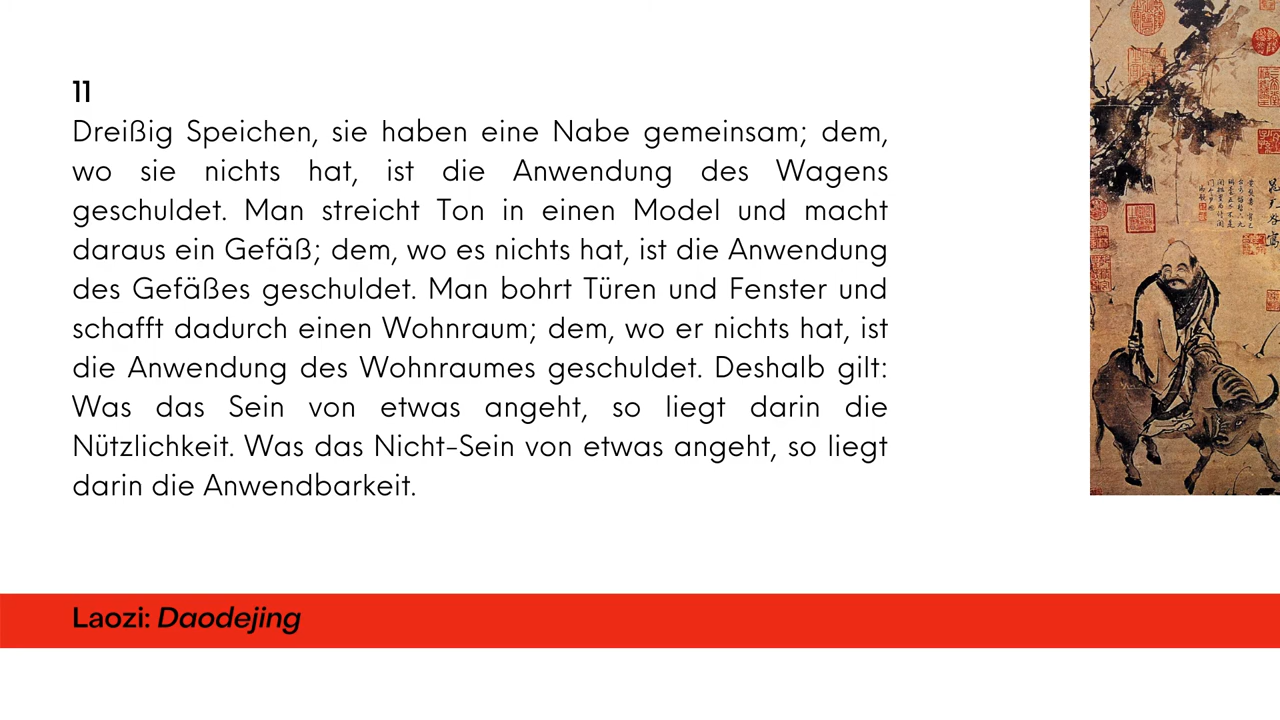 11
Dreißig Speichen, sie haben eine Nabe gemeinsam; dem,
wo sie nichts hat, ist die Anwendung des Wagens
geschuldet. Man streicht Ton in einen Model und macht
daraus ein Gefäß; dem, wo es nichts hat, ist die Anwendung
des Gefäßes geschuldet. Man bohrt Türen und Fenster und
schafft dadurch einen Wohnraum; dem, wo er nichts hat, ist
die Anwendung des Wohnraumes geschuldet. Deshalb gilt:
Was das Sein von etwas angeht, so liegt darin die
Nützlichkeit. Was das Nicht-Sein von etwas angeht, so liegt
darin die Anwendbarkeit.
Laozi: Daodejing